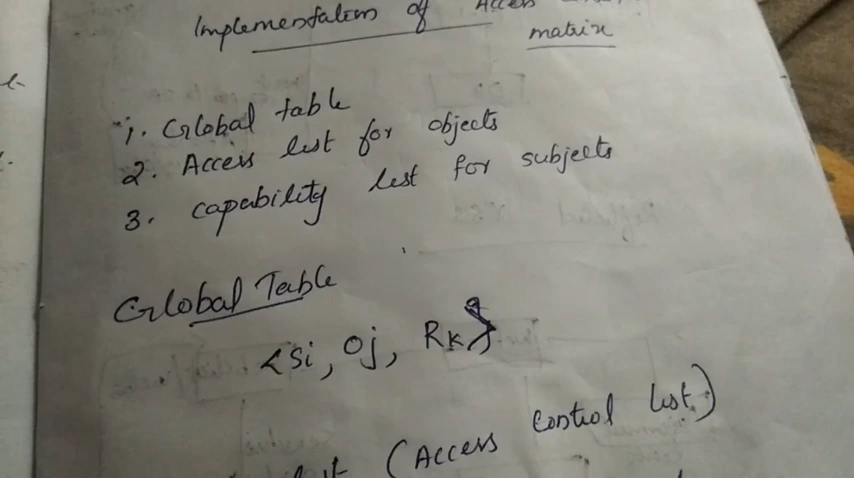 Implementation of Access
matrix
1. Global table
2. Access list for objects
3. capability list for subjects
Global Table
<Si, Oj, Rk>
(Access control list)